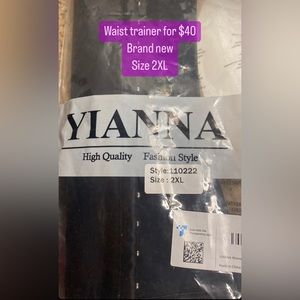 Waist trainer for $40
Brand new
Size 2XL
YIANNA
High Quality Fashion Style
Style:110222
Size : 2XL